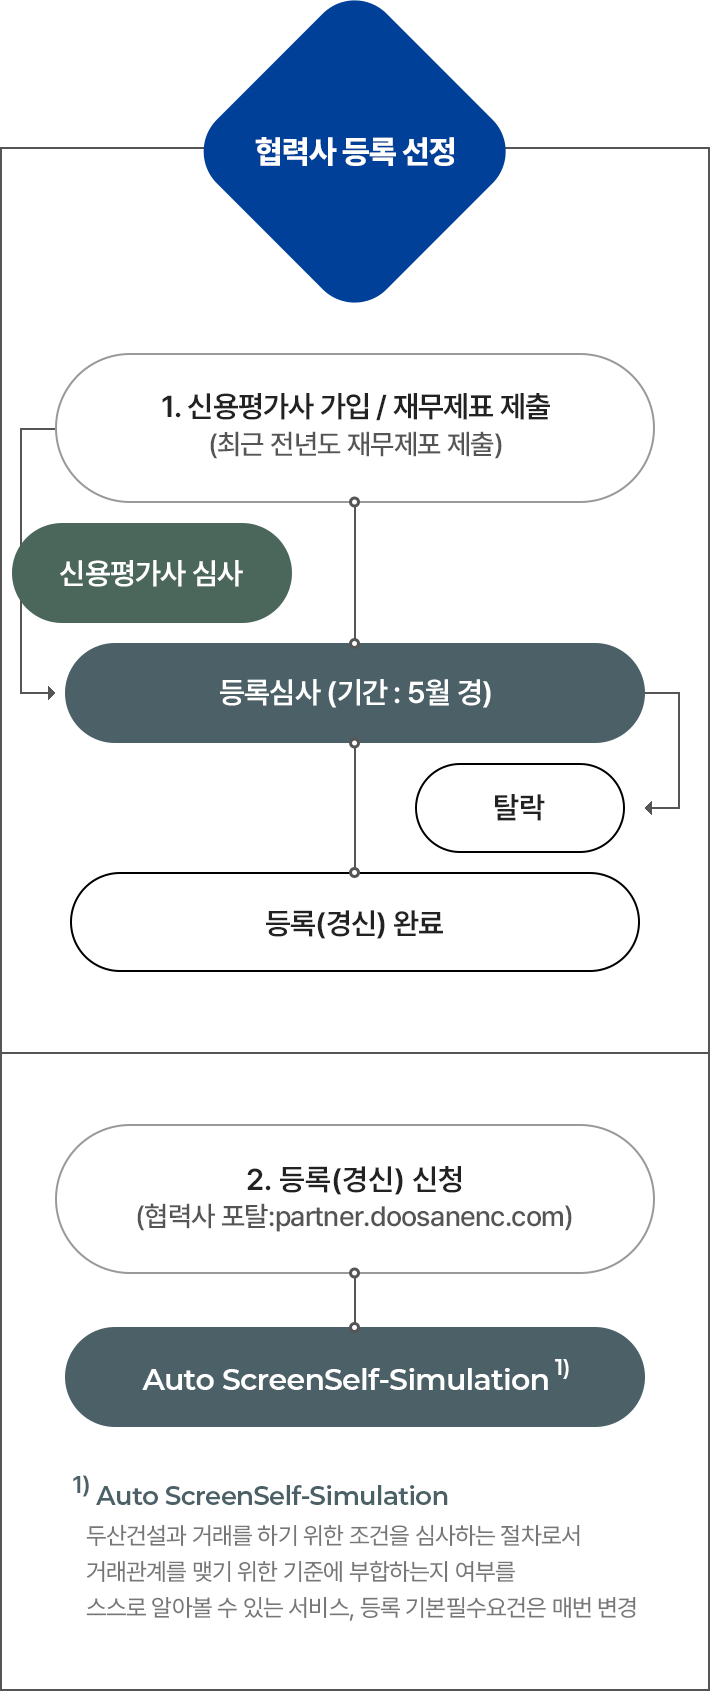 협력사 등록 선정
1. 신용평가사 가입 / 재무제표 제출
(최근 전년도 재무제포 제출)
신용평가사 심사
등록심사 (기간 : 5월 경)
탈락
등록(경신) 완료
2. 등록(경신) 신청
(협력사 포탈:partner.doosanenc.com)
Auto ScreenSelf-Simulation 1)
1) Auto ScreenSelf-Simulation
두산건설과 거래를 하기 위한 조건을 심사하는 절차로서
거래관계를 맺기 위한 기준에 부합하는지 여부를
스스로 알아볼 수 있는 서비스, 등록 기본필수요건은 매번 변경